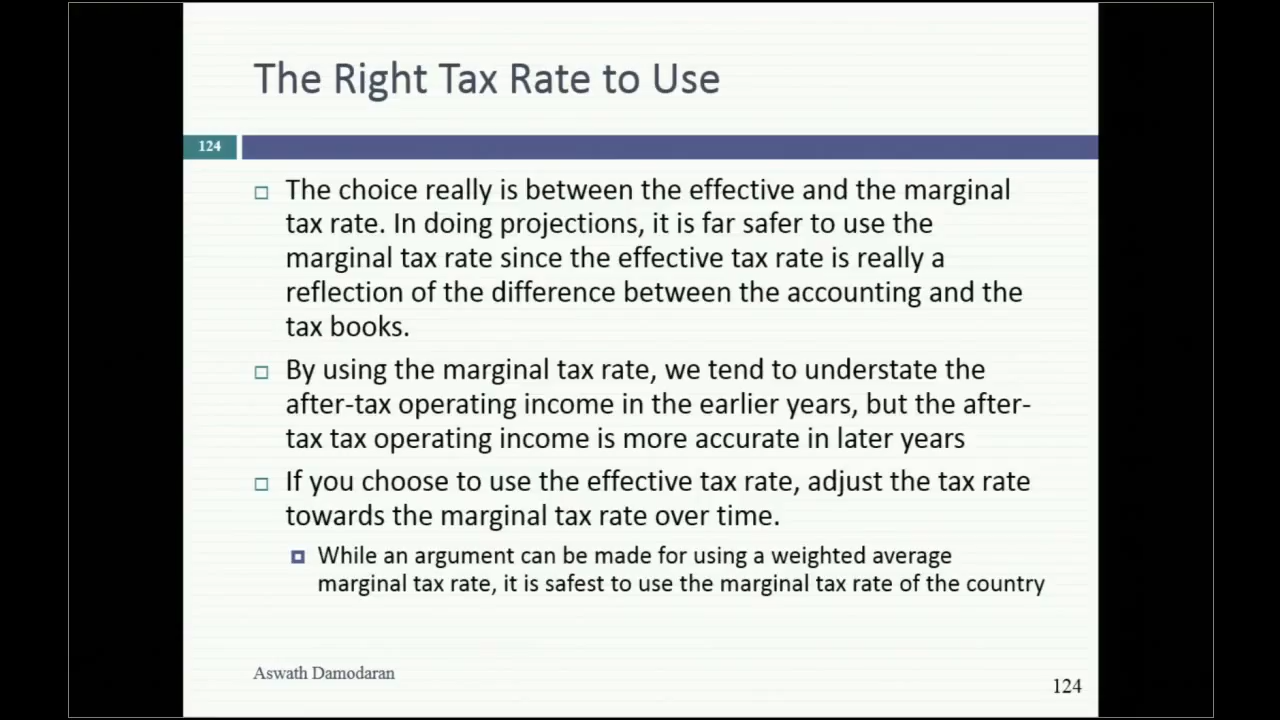 The Right Tax Rate to Use
124
The choice really is between the effective and the marginal
tax rate. In doing projections, it is far safer to use the
marginal tax rate since the effective tax rate is really a
reflection of the difference between the accounting and the
tax books.
By using the marginal tax rate, we tend to understate the
after-tax operating income in the earlier years, but the after-
tax tax operating income is more accurate in later years
If you choose to use the effective tax rate, adjust the tax rate
towards the marginal tax rate over time.
While an argument can be made for using a weighted average
marginal tax rate, it is safest to use the marginal tax rate of the country
Aswath Damodaran
124